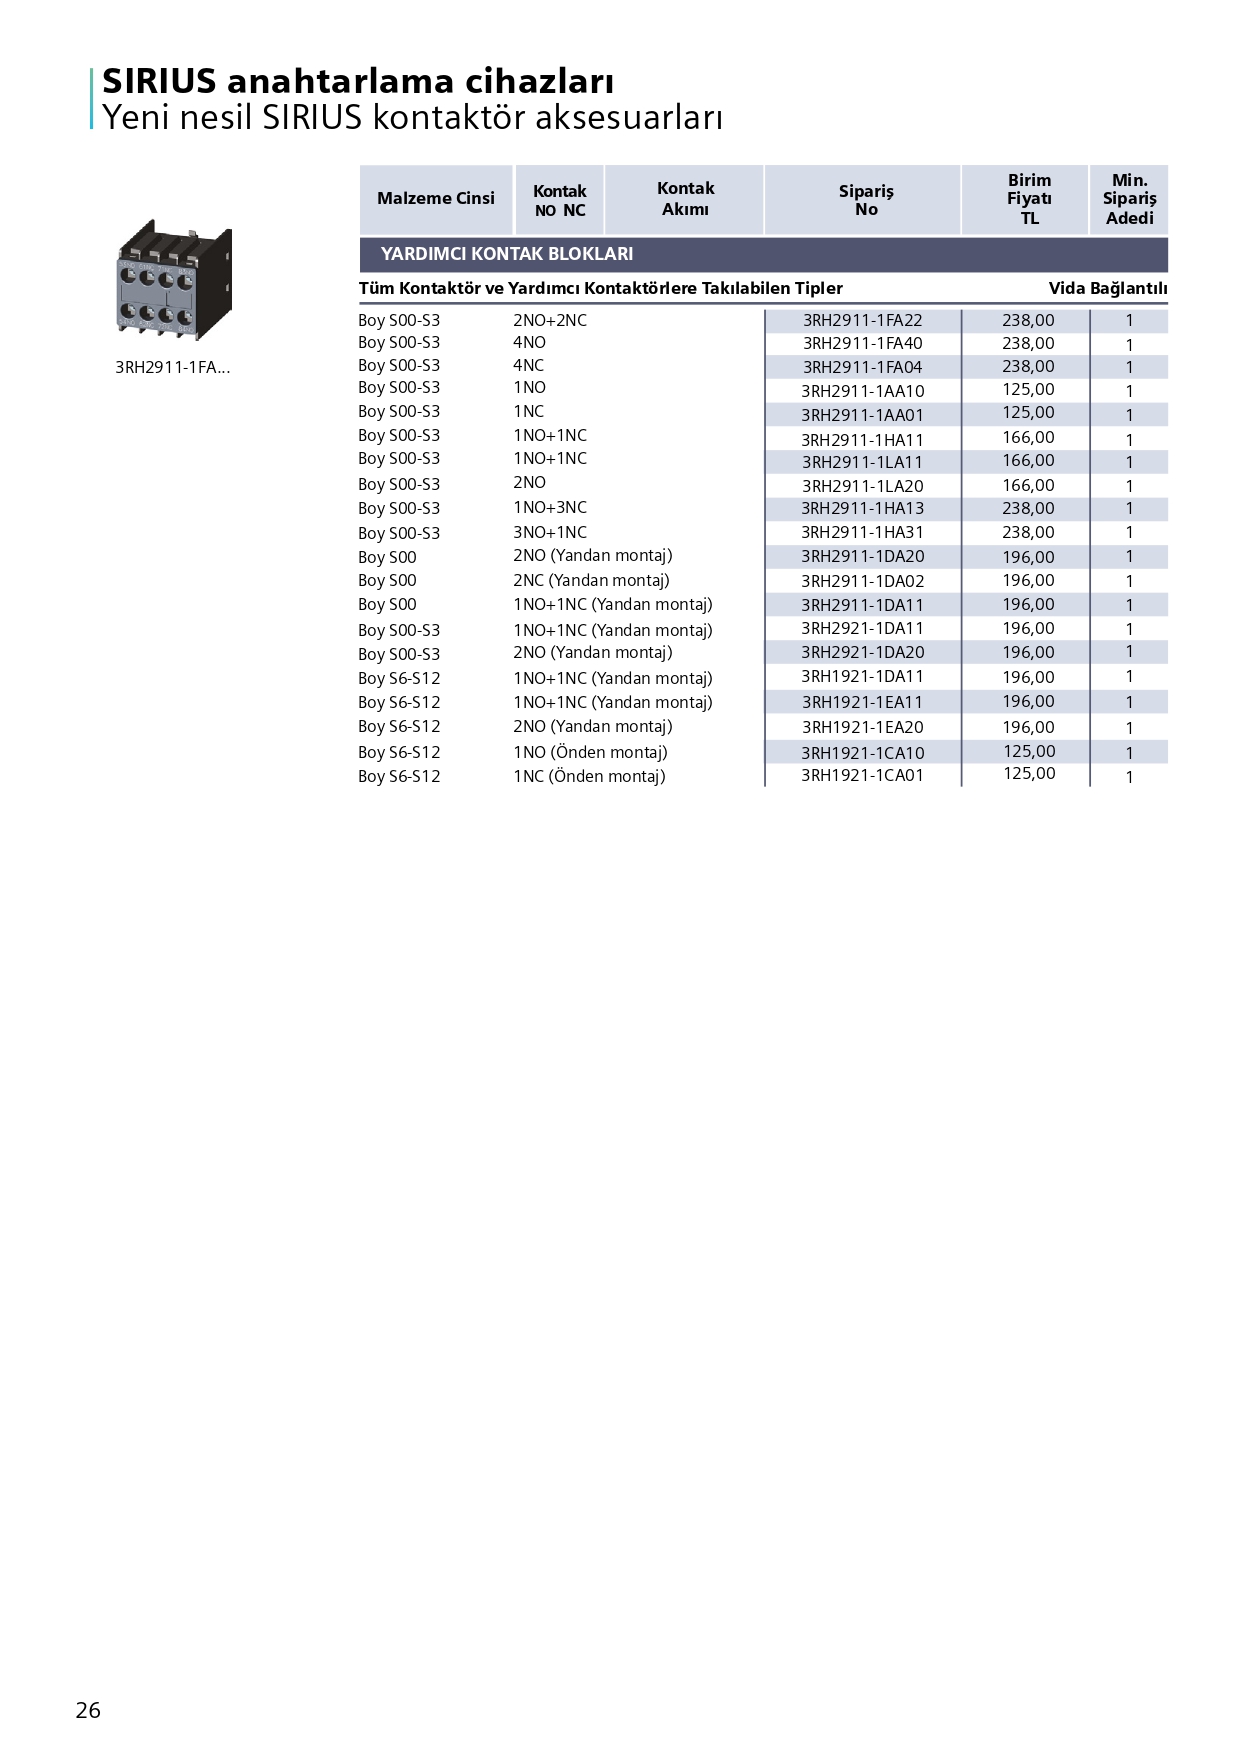 SIRIUS anahtarlama cihazları
Yeni nesil SIRIUS kontaktör aksesuarları
Malzeme Cinsi Kontak NO NC Kontak Akımı Sipariş No Birim Fiyatı TL Min. Sipariş Adedi
YARDIMCI KONTAK BLOKLARI
Tüm Kontaktör ve Yardımcı Kontaktörlere Takılabilen Tipler Vida Bağlantılı
Boy S00-S3 2NO+2NC 3RH2911-1FA22 238,00 1
Boy S00-S3 4NO 3RH2911-1FA40 238,00 1
Boy S00-S3 4NC 3RH2911-1FA04 238,00 1
Boy S00-S3 1NO 3RH2911-1AA10 125,00 1
Boy S00-S3 1NC 3RH2911-1AA01 125,00 1
Boy S00-S3 1NO+1NC 3RH2911-1HA11 166,00 1
Boy S00-S3 1NO+1NC 3RH2911-1LA11 166,00 1
Boy S00-S3 2NO 3RH2911-1LA20 166,00 1
Boy S00-S3 1NO+3NC 3RH2911-1HA13 238,00 1
Boy S00-S3 3NO+1NC 3RH2911-1HA31 238,00 1
Boy S00 2NO (Yandan montaj) 3RH2911-1DA20 196,00 1
Boy S00 2NC (Yandan montaj) 3RH2911-1DA02 196,00 1
Boy S00 1NO+1NC (Yandan montaj) 3RH2911-1DA11 196,00 1
Boy S00-S3 1NO+1NC (Yandan montaj) 3RH2921-1DA11 196,00 1
Boy S00-S3 2NO (Yandan montaj) 3RH2921-1DA20 196,00 1
Boy S6-S12 1NO+1NC (Yandan montaj) 3RH1921-1DA11 196,00 1
Boy S6-S12 1NO+1NC (Yandan montaj) 3RH1921-1EA11 196,00 1
Boy S6-S12 2NO (Yandan montaj) 3RH1921-1EA20 196,00 1
Boy S6-S12 1NO (Önden montaj) 3RH1921-1CA10 125,00 1
Boy S6-S12 1NC (Önden montaj) 3RH1921-1CA01 125,00 1
3RH2911-1FA...
26